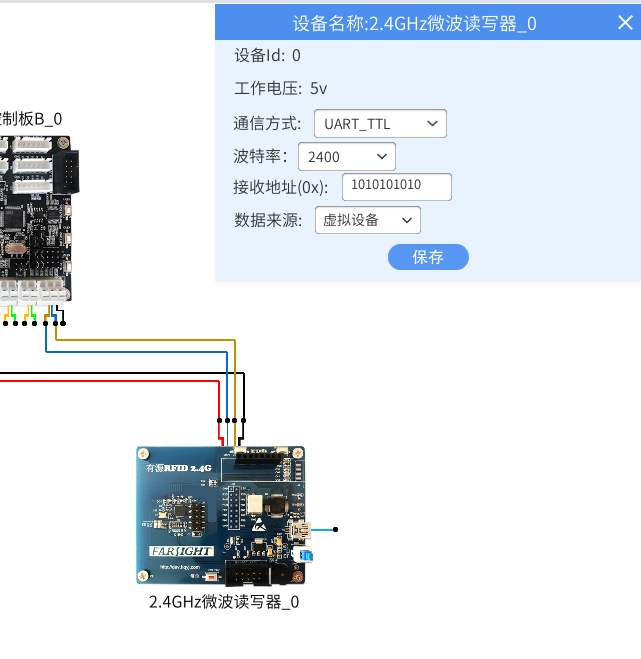 设备名称:2.4GHz微波读写器_0
设备Id: 0
工作电压: 5v
通信方式: UART_TTL
波特率: 2400
接收地址(0x): 1010101010
数据来源: 虚拟设备
保存
制板B_0
有源RFID 2.4G
FARSIGHT
http://dev.hqyj.com
2.4GHz微波读写器_0